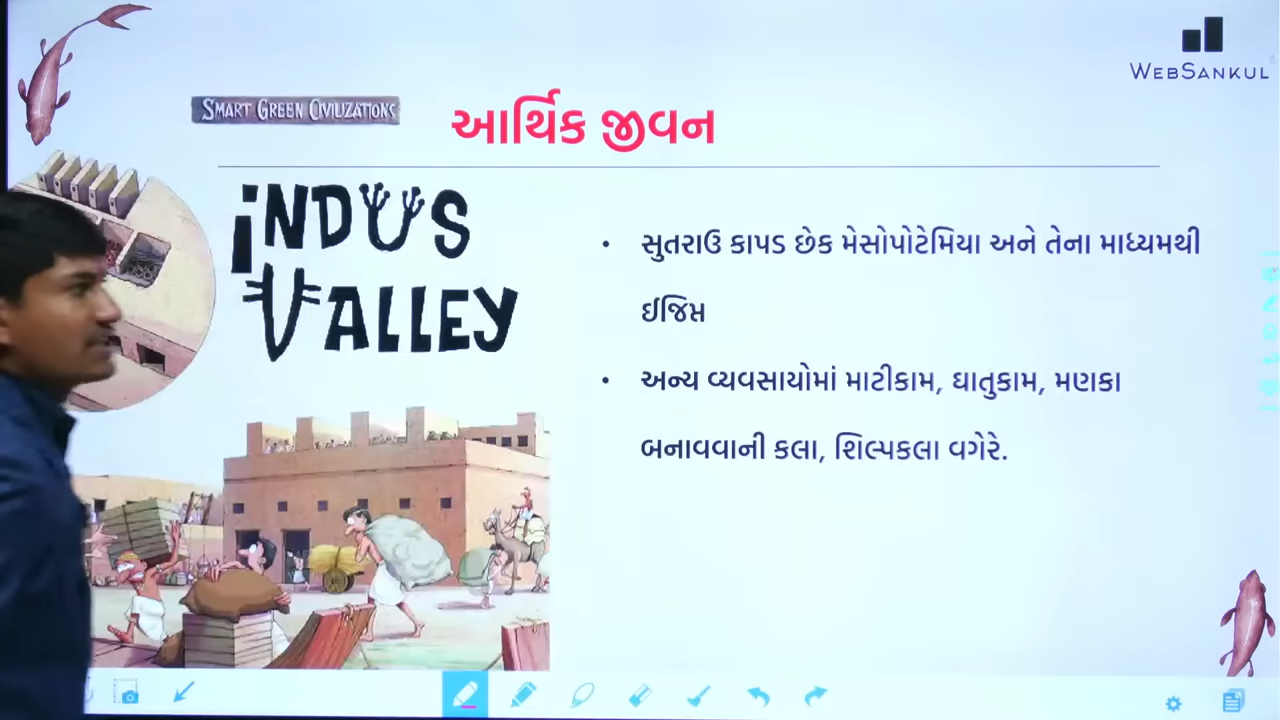 WEBSANKUL
SMART GREEN CIVILIZATIONS
આર્થિક જીવન
INDUS
VALLEY
• સુતરાઉ કાપડ છેક મેસોપોટેમિયા અને તેના માધ્યમથી
ઈજિપ્ત
• અન્ય વ્યવસાયોમાં માટીકામ, ધાતુકામ, મણકા
બનાવવાની કલા, શિલ્પકલા વગેરે.